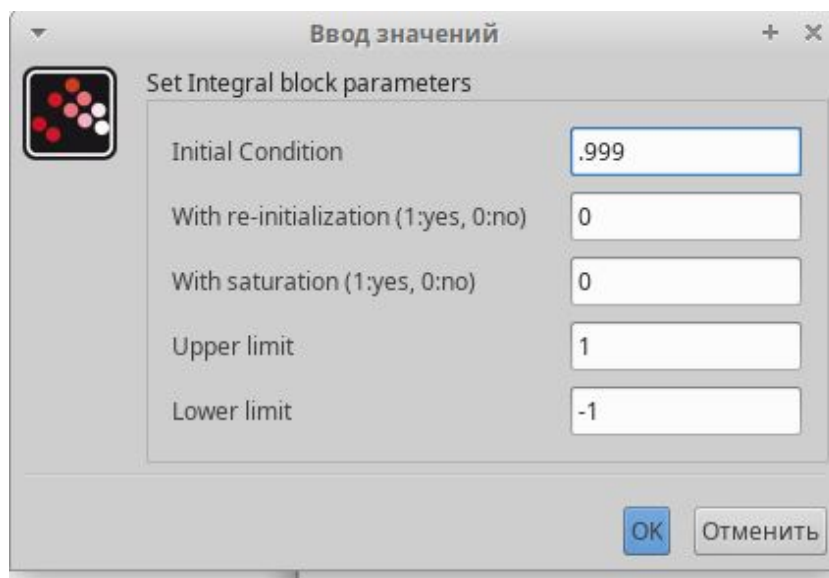 Ввод значений
Set Integral block parameters
Initial Condition .999
With re-initialization (1:yes, 0:no) 0
With saturation (1:yes, 0:no) 0
Upper limit 1
Lower limit -1
OK Отменить